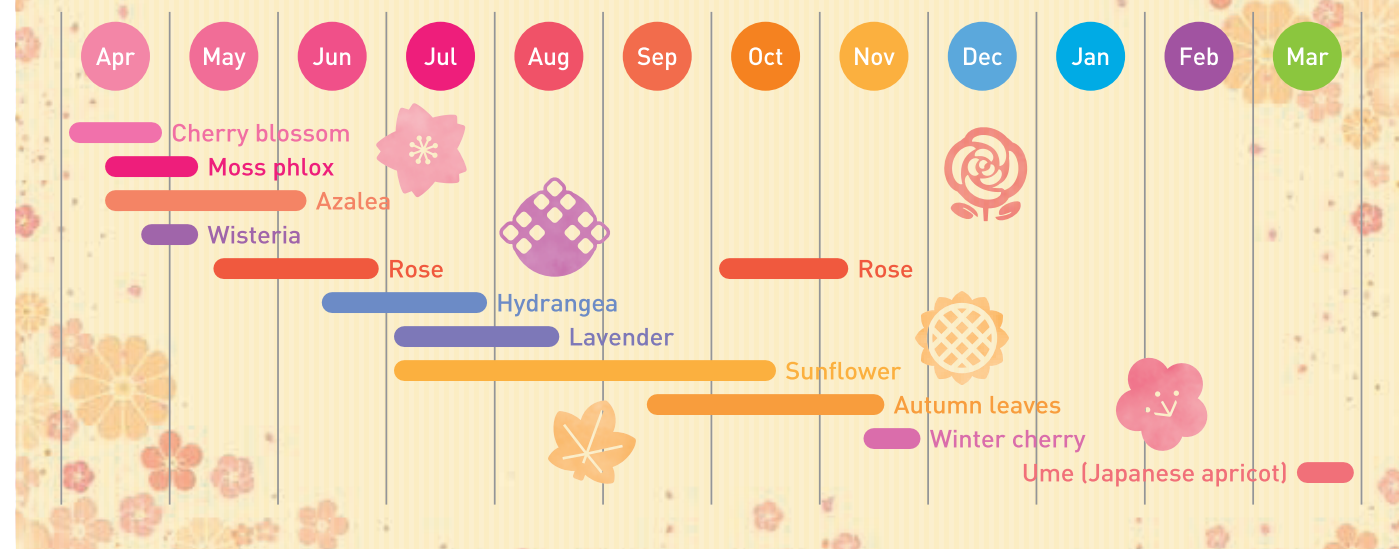 Apr May Jun Jul Aug Sep Oct Nov Dec Jan Feb Mar
Cherry blossom
Moss phlox
Azalea
Wisteria
Rose Rose
Hydrangea
Lavender
Sunflower
Autumn leaves
Winter cherry
Ume (Japanese apricot)